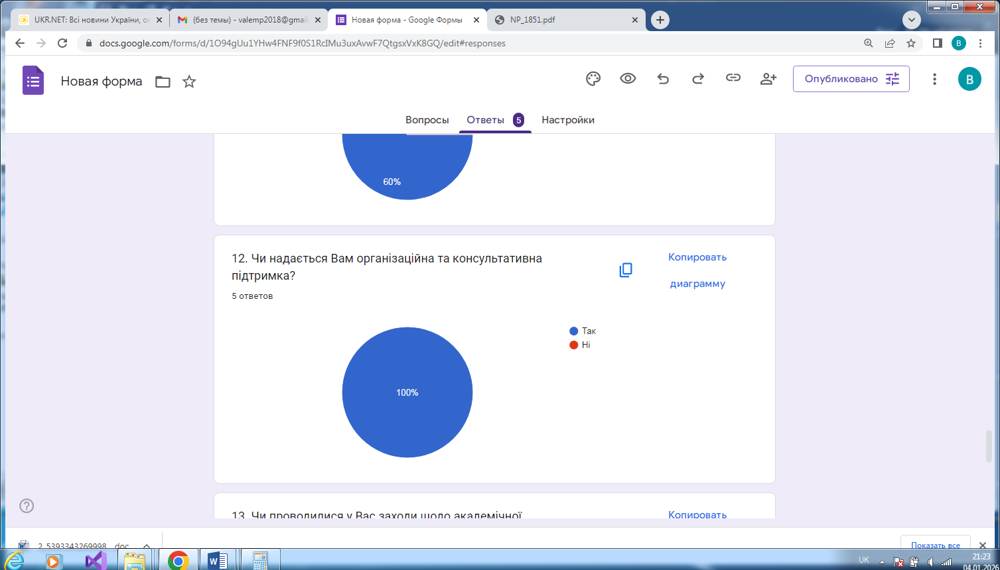 UKR.NET: Всі новини України, ос
(без темы) - valemp2018@gmail.
Новая форма - Google Формы
NP_1851.pdf
docs.google.com/forms/d/1O94gUu1YHw4FNF9f0S1RcIMu3uxAvwF7QtgsxVxK8GQ/edit#responses
B
Новая форма
Опубликовано
B
Вопросы
Ответы 5
Настройки
60%
12. Чи надається Вам організаційна та консультативна
підтримка?
5 ответов
Копировать
диаграмму
Так
Ні
100%
13. Чи проводилися у Вас заходи щодо академічної
Копировать
2_5393343269998....doc
Показать все
UK
21:23
04.01.2026